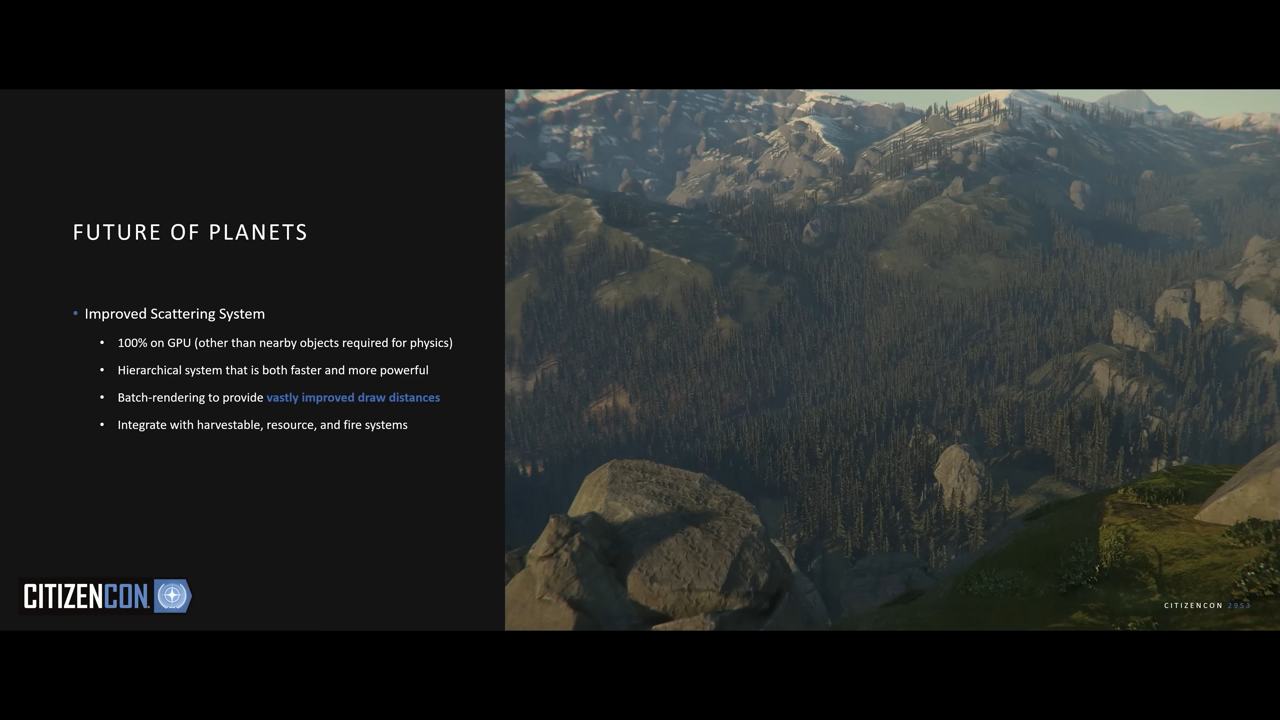 FUTURE OF PLANETS
• Improved Scattering System
• 100% on GPU (other than nearby objects required for physics)
• Hierarchical system that is both faster and more powerful
• Batch-rendering to provide vastly improved draw distances
• Integrate with harvestable, resource, and fire systems
CITIZENCON
CITIZENCON 2953